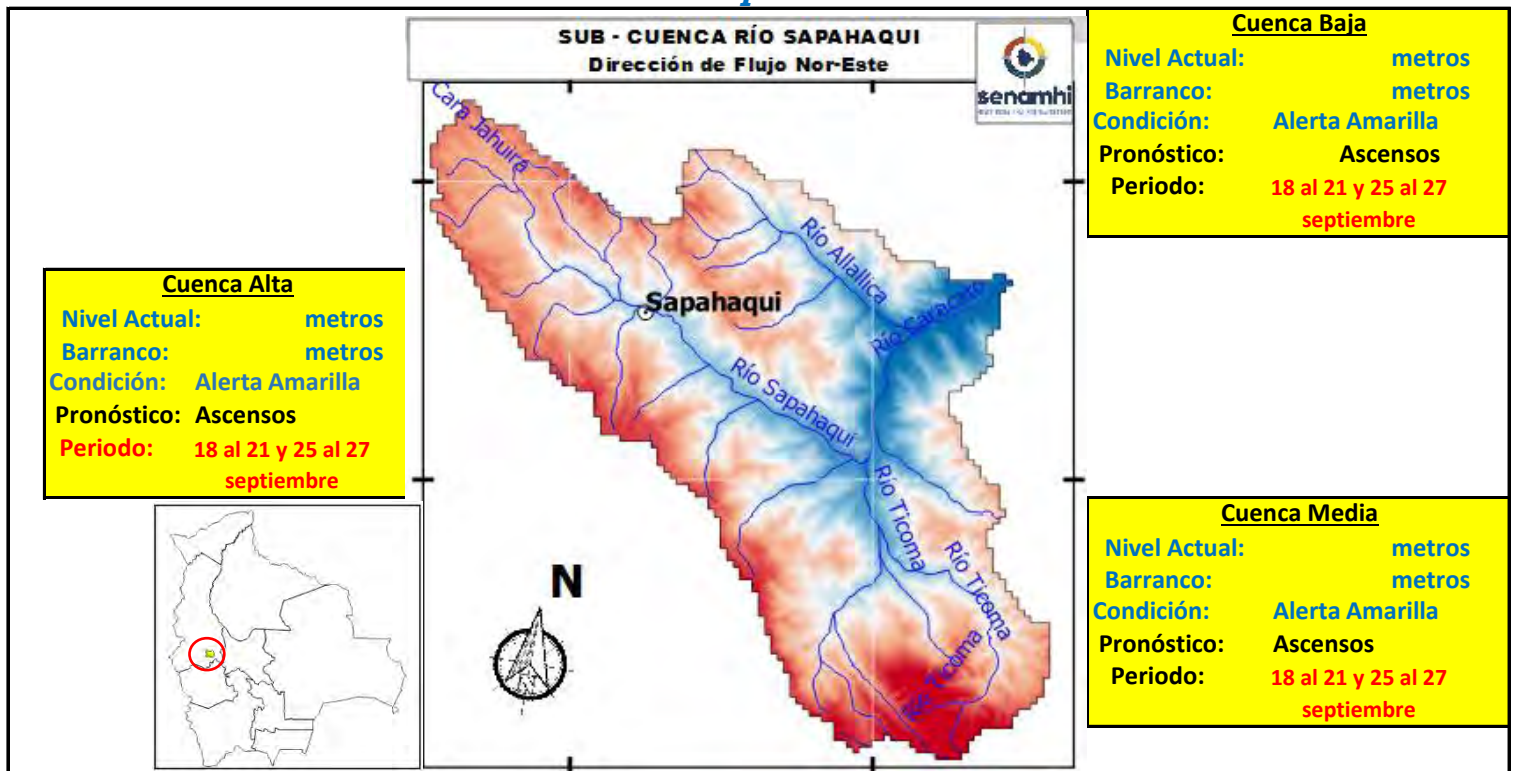 SUB - CUENCA RÍO SAPAHAQUI
Dirección de Flujo Nor-Este
senamhi
Cuenca Baja
Nivel Actual: metros
Barranco: metros
Condición: Alerta Amarilla
Pronóstico: Ascensos
Periodo: 18 al 21 y 25 al 27
septiembre
Cuenca Alta
Nivel Actual: metros
Barranco: metros
Condición: Alerta Amarilla
Pronóstico: Ascensos
Periodo: 18 al 21 y 25 al 27
septiembre
Cara Jahuira
Río Allallica
Sapahaqui
Río Saracato
Río Sapahaqui
Río Ticoma
Río Ticoma
Río Ticoma
N
Cuenca Media
Nivel Actual: metros
Barranco: metros
Condición: Alerta Amarilla
Pronóstico: Ascensos
Periodo: 18 al 21 y 25 al 27
septiembre